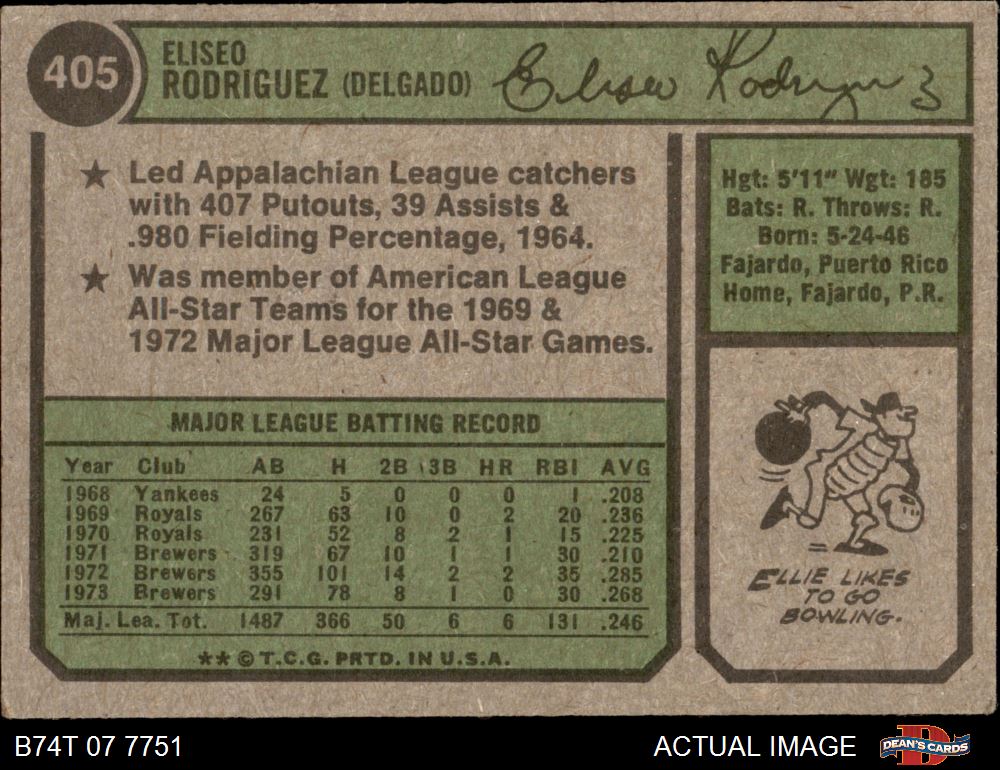 405
ELISEO
RODRIGUEZ (DELGADO)
Eliseo Rodriguez
★ Led Appalachian League catchers
with 407 Putouts, 39 Assists &
.980 Fielding Percentage, 1964.
★ Was member of American League
All-Star Teams for the 1969 &
1972 Major League All-Star Games.
Hgt: 5'11" Wgt: 185
Bats: R. Throws: R.
Born: 5-24-46
Fajardo, Puerto Rico
Home, Fajardo, P.R.
MAJOR LEAGUE BATTING RECORD
Year Club AB H 2B 3B HR RBI AVG
1968 Yankees 24 5 0 0 0 1 .208
1969 Royals 267 63 10 0 2 20 .236
1970 Royals 231 52 8 2 1 15 .225
1971 Brewers 319 67 10 1 1 30 .210
1972 Brewers 355 101 14 2 2 35 .285
1973 Brewers 291 78 8 1 0 30 .268
Maj. Lea. Tot. 1487 366 50 6 6 131 .246
** © T.C.G. PRTD. IN U.S.A.
ELLIE LIKES
TO GO
BOWLING.
B74T 07 7751
ACTUAL IMAGE
DEAN'S CARDS